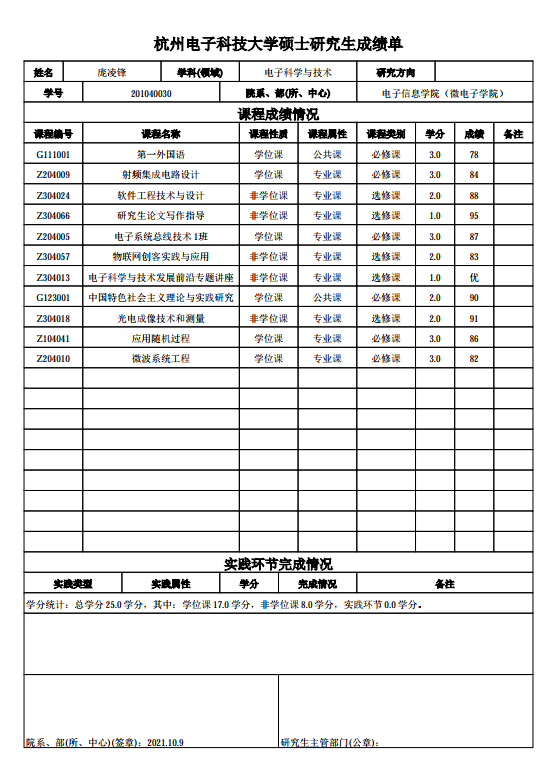 杭州电子科技大学硕士研究生成绩单
姓名 庞凌锋 学科(领域) 电子科学与技术 研究方向
学号 201040030 院系、部(所、中心) 电子信息学院（微电子学院）
课程成绩情况
课程编号 课程名称 课程性质 课程属性 课程类别 学分 成绩 备注
G111001 第一外国语 学位课 公共课 必修课 3.0 78
Z204009 射频集成电路设计 学位课 专业课 必修课 3.0 84
Z304024 软件工程技术与设计 非学位课 专业课 选修课 2.0 88
Z304066 研究生论文写作指导 非学位课 专业课 选修课 1.0 95
Z204005 电子系统总线技术1班 学位课 专业课 必修课 3.0 87
Z304057 物联网创客实践与应用 非学位课 专业课 选修课 2.0 83
Z304013 电子科学与技术发展前沿专题讲座 非学位课 专业课 选修课 1.0 优
G123001 中国特色社会主义理论与实践研究 学位课 公共课 必修课 2.0 90
Z304018 光电成像技术和测量 非学位课 专业课 选修课 2.0 91
Z104041 应用随机过程 学位课 专业课 必修课 3.0 86
Z204010 微波系统工程 学位课 专业课 必修课 3.0 82
实践环节完成情况
实践类型 实践属性 学分 完成情况 备注
学分统计：总学分25.0学分，其中：学位课17.0学分，非学位课8.0学分，实践环节0.0学分。
院系、部(所、中心)(签章)：2021.10.9 研究生主管部门(公章)：